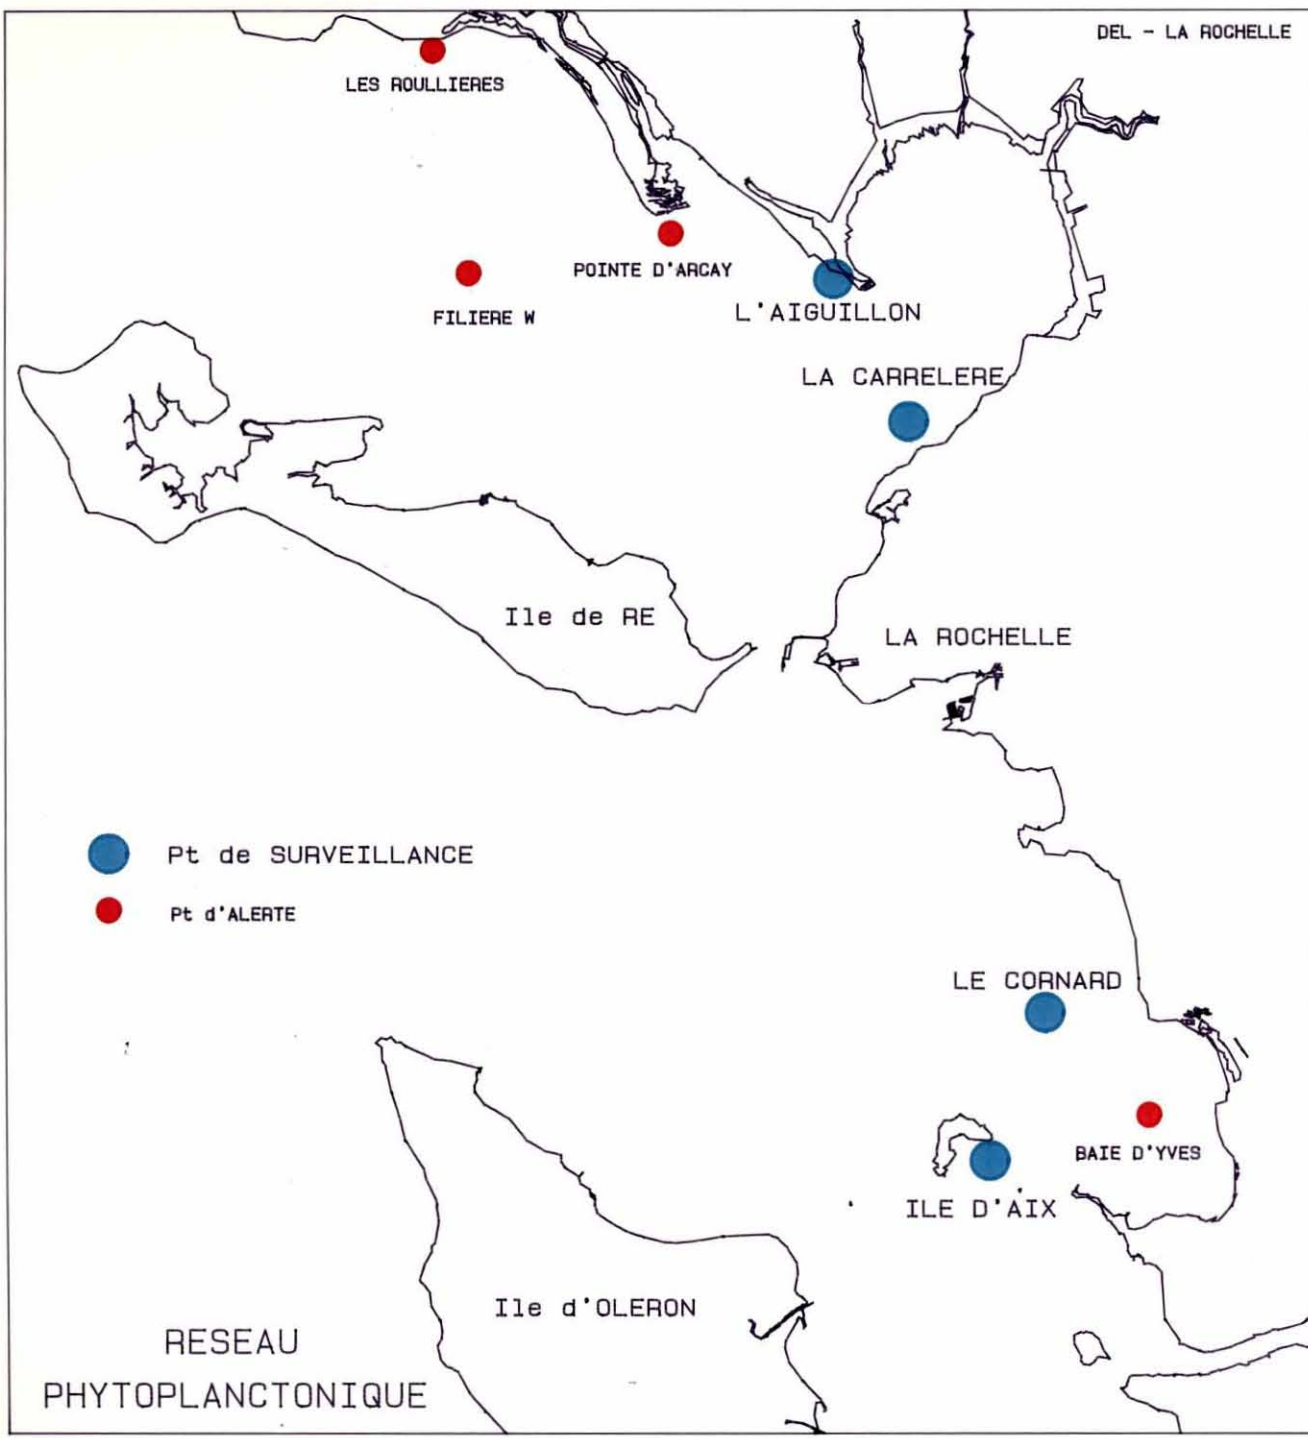 DEL - LA ROCHELLE
LES ROULLIERES
POINTE D'ARCAY
FILIERE W
L'AIGUILLON
LA CARRELERE
Ile de RE
LA ROCHELLE
Pt de SURVEILLANCE
Pt d'ALERTE
LE CORNARD
BAIE D'YVES
ILE D'AIX
Ile d'OLERON
RESEAU
PHYTOPLANCTONIQUE